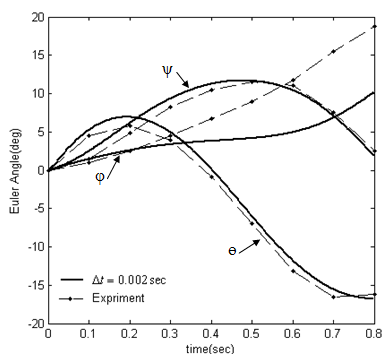 20
15
10
5
0
-5
-10
-15
-20
Euler Angle(deg)
ψ
φ
ө
Δt = 0.002 sec
Expriment
0 0.1 0.2 0.3 0.4 0.5 0.6 0.7 0.8
time(sec)